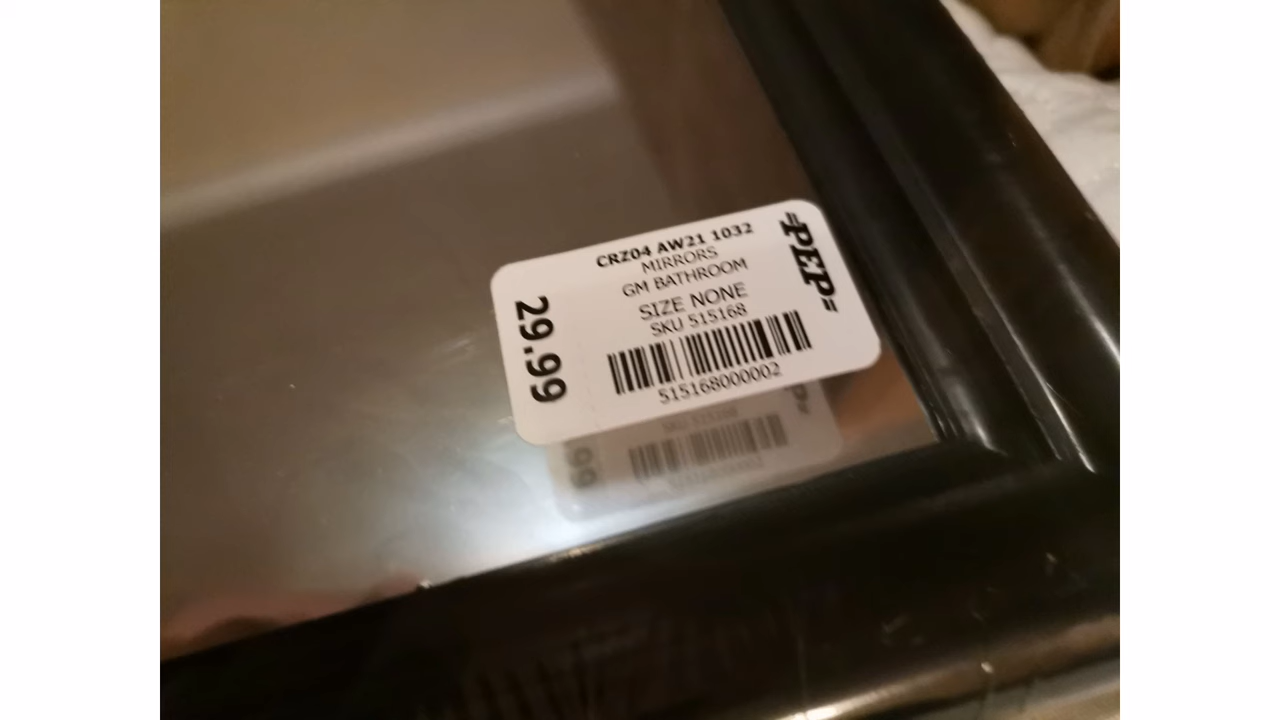 CRZ04 AW21 1032
MIRRORS
GM BATHROOM
SIZE NONE
SKU 515168
515168000002
29.99
PEP